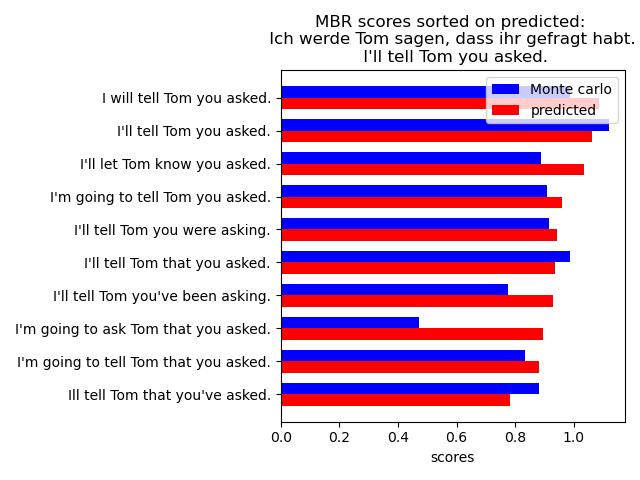 MBR scores sorted on predicted:
Ich werde Tom sagen, dass ihr gefragt habt.
I'll tell Tom you asked.
Monte carlo
predicted
I will tell Tom you asked.
I'll tell Tom you asked.
I'll let Tom know you asked.
I'm going to tell Tom you asked.
I'll tell Tom you were asking.
I'll tell Tom that you asked.
I'll tell Tom you've been asking.
I'm going to ask Tom that you asked.
I'm going to tell Tom that you asked.
Ill tell Tom that you've asked.
0.0 0.2 0.4 0.6 0.8 1.0
scores